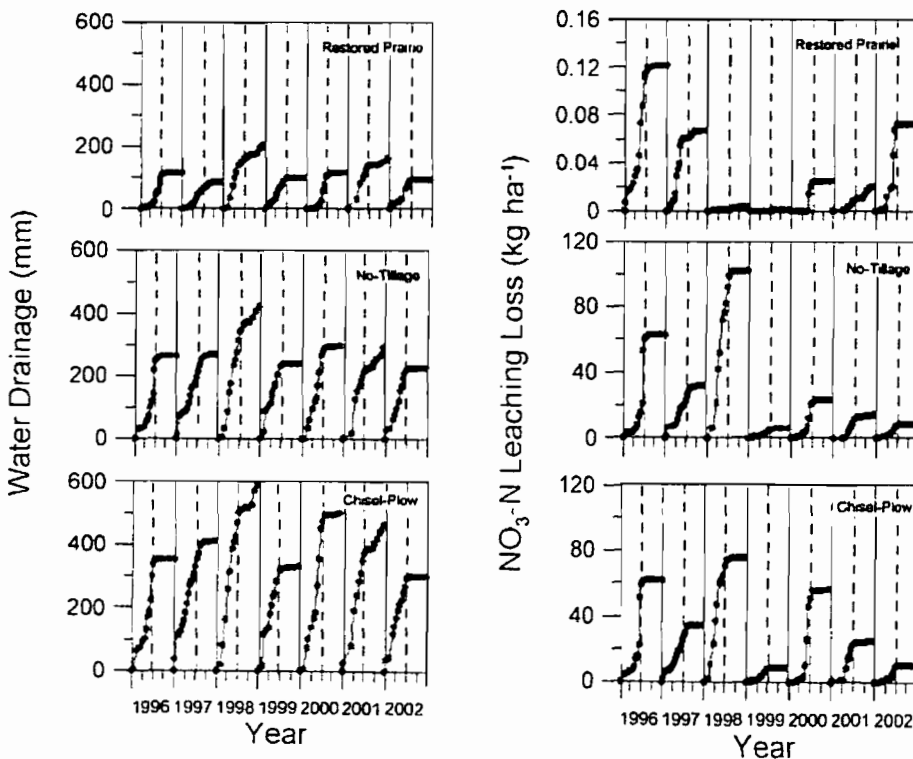 600
400
200
0
Restored Prairie
600
400
200
0
No-Tillage
600
400
200
0
Chisel-Plow
Water Drainage (mm)
1996 1997 1998 1999 2000 2001 2002
Year
0.16
0.12
0.08
0.04
0
Restored Prairie
120
80
40
0
No-Tillage
120
80
40
0
Chisel-Plow
NO₃-N Leaching Loss (kg ha⁻¹)
1996 1997 1998 1999 2000 2001 2002
Year